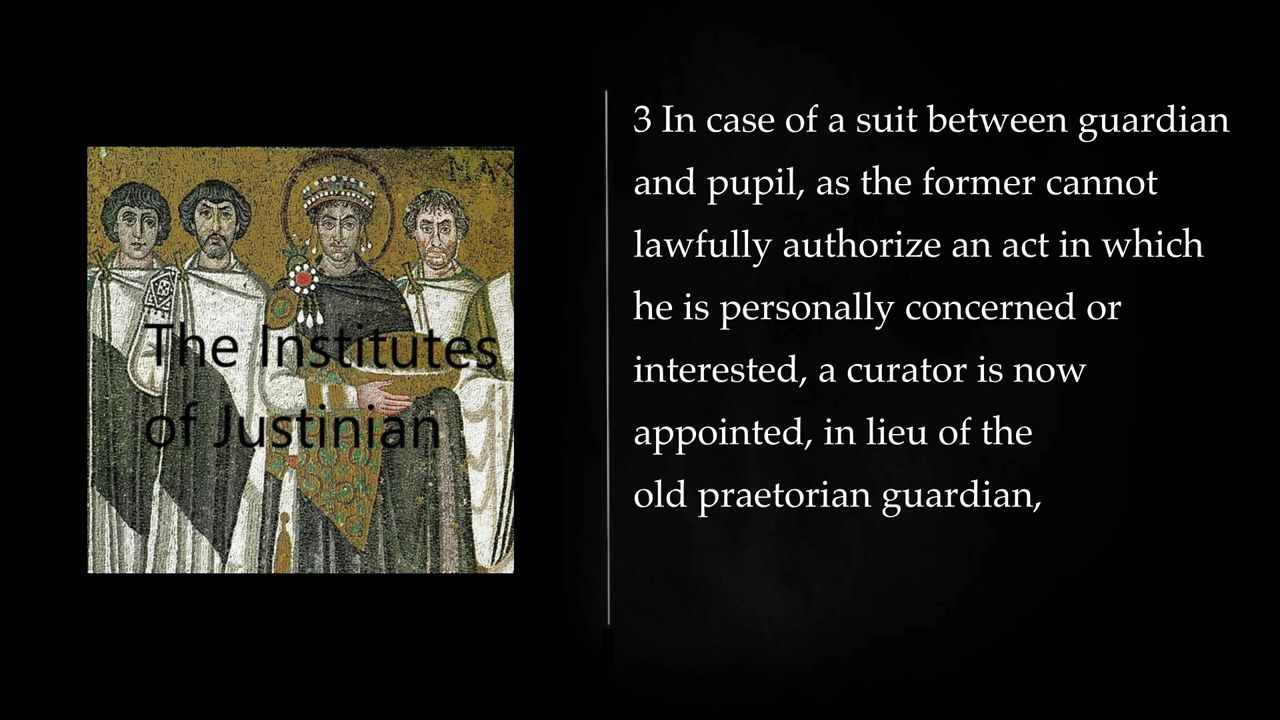 The Institutes
of Justinian
3 In case of a suit between guardian
and pupil, as the former cannot
lawfully authorize an act in which
he is personally concerned or
interested, a curator is now
appointed, in lieu of the
old praetorian guardian,